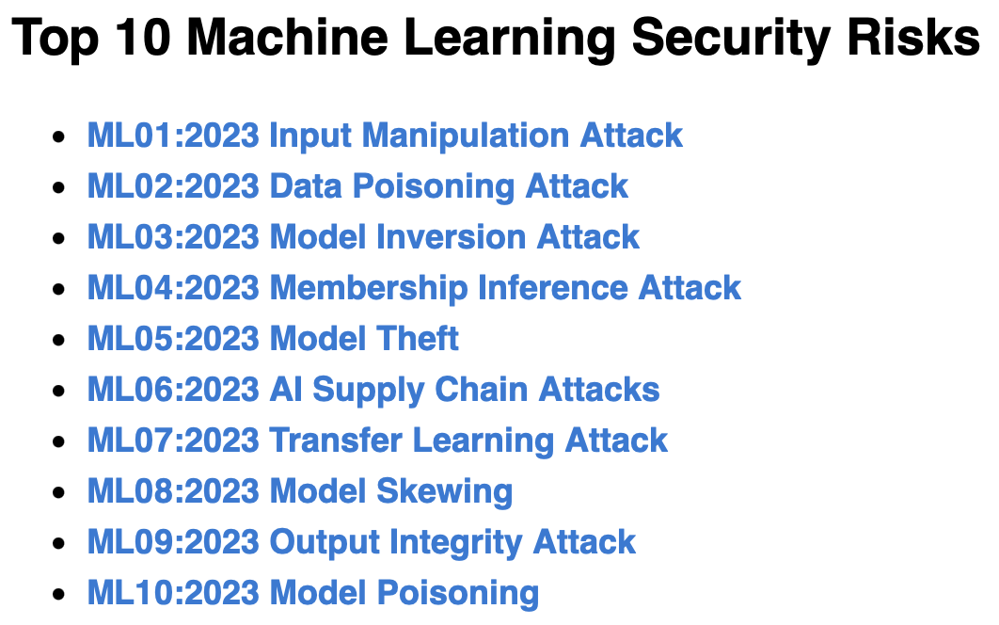 Top 10 Machine Learning Security Risks
• ML01:2023 Input Manipulation Attack
• ML02:2023 Data Poisoning Attack
• ML03:2023 Model Inversion Attack
• ML04:2023 Membership Inference Attack
• ML05:2023 Model Theft
• ML06:2023 AI Supply Chain Attacks
• ML07:2023 Transfer Learning Attack
• ML08:2023 Model Skewing
• ML09:2023 Output Integrity Attack
• ML10:2023 Model Poisoning